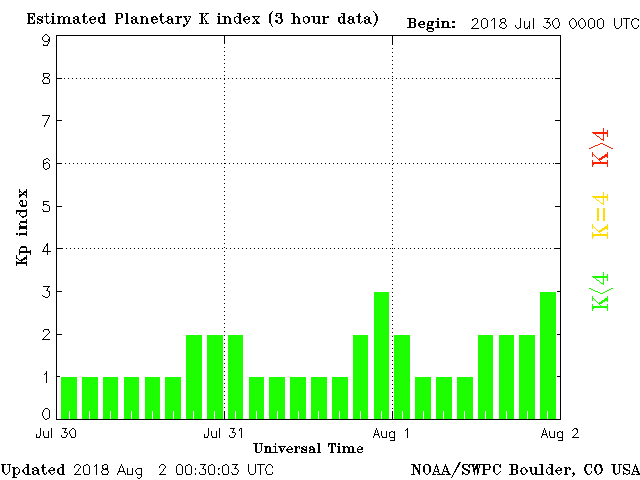 Estimated Planetary K index (3 hour data) Begin: 2018 Jul 30 0000 UTC
9
8
7
6
5
4
3
2
1
0
Kp index
K>4
K=4
K<4
Jul 30 Jul 31 Aug 1 Aug 2
Universal Time
Updated 2018 Aug 2 00:30:03 UTC NOAA/SWPC Boulder, CO USA